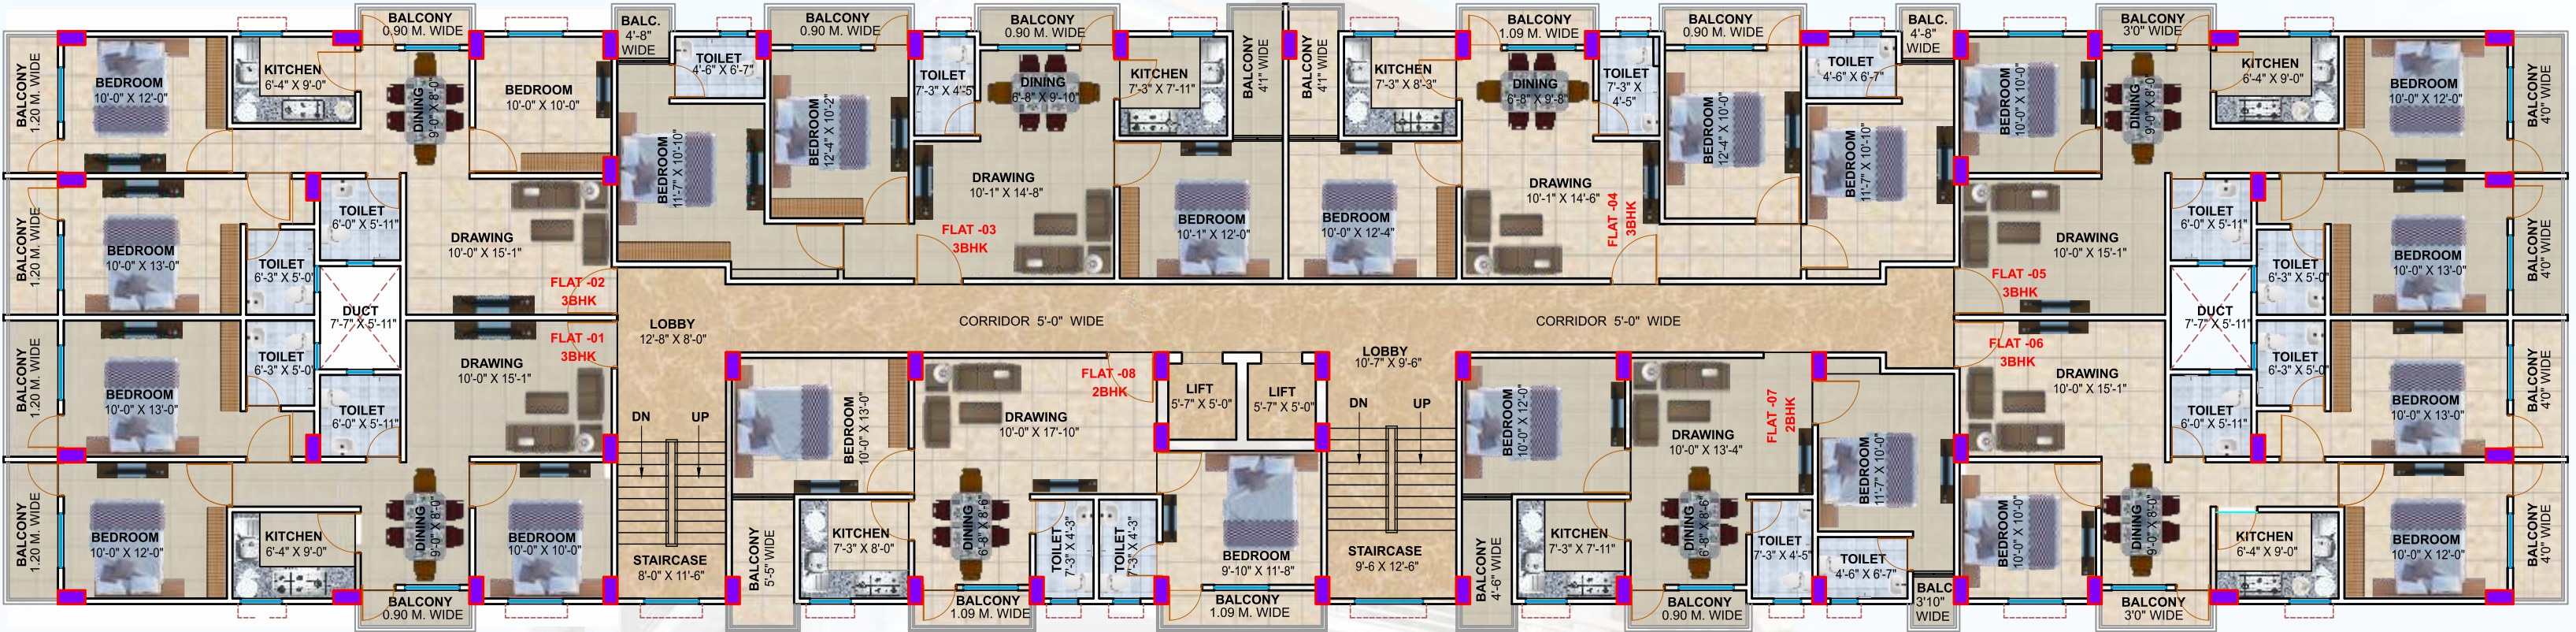 BALCONY
0.90 M. WIDE
BALC.
4'-8"
WIDE
BALCONY
0.90 M. WIDE
BALCONY
0.90 M. WIDE
BALCONY
1.09 M. WIDE
BALCONY
0.90 M. WIDE
BALC.
4'-8"
WIDE
BALCONY
3'0" WIDE
BALCONY
1.20 M. WIDE
BEDROOM
10'-0" X 12'-0"
KITCHEN
6'-4" X 9'-0"
DINING
9'-0" X 8'-0"
BEDROOM
10'-0" X 10'-0"
TOILET
4'-6" X 6'-7"
BEDROOM
11'-7" X 10'-10"
BEDROOM
12'-4" X 10'-2"
TOILET
7'-3" X 4'-5"
DINING
6'-8" X 9'-10"
KITCHEN
7'-3" X 7'-11"
BALCONY
4'1" WIDE
BALCONY
4'1" WIDE
KITCHEN
7'-3" X 8'-3"
DINING
6'-8" X 9'-8"
TOILET
7'-3" X
4'-5"
BEDROOM
12'-4" X 10'-0"
TOILET
4'-6" X 6'-7"
BEDROOM
11'-7" X 10'-10"
BEDROOM
10'-0" X 10'-0"
DINING
9'-0" X 8'-0"
KITCHEN
6'-4" X 9'-0"
BEDROOM
10'-0" X 12'-0"
BALCONY
4'0" WIDE
BALCONY
1.20 M. WIDE
BEDROOM
10'-0" X 13'-0"
TOILET
6'-3" X 5'-0"
TOILET
6'-0" X 5'-11"
DRAWING
10'-0" X 15'-1"
FLAT -02
3BHK
DRAWING
10'-1" X 14'-8"
FLAT -03
3BHK
BEDROOM
10'-1" X 12'-0"
BEDROOM
10'-0" X 12'-4"
DRAWING
10'-1" X 14'-6"
FLAT -04
3BHK
FLAT -05
3BHK
DRAWING
10'-0" X 15'-1"
TOILET
6'-0" X 5'-11"
TOILET
6'-3" X 5'-0"
BEDROOM
10'-0" X 13'-0"
BALCONY
4'0" WIDE
DUCT
7'-7" X 5'-11"
LOBBY
12'-8" X 8'-0"
CORRIDOR 5'-0" WIDE
CORRIDOR 5'-0" WIDE
LOBBY
10'-7" X 9'-6"
DUCT
7'-7" X 5'-11"
BALCONY
1.20 M. WIDE
BEDROOM
10'-0" X 13'-0"
TOILET
6'-3" X 5'-0"
TOILET
6'-0" X 5'-11"
DRAWING
10'-0" X 15'-1"
FLAT -01
3BHK
DN
UP
BEDROOM
10'-0" X 13'-0"
DRAWING
10'-0" X 17'-10"
FLAT -08
2BHK
LIFT
5'-7" X 5'-0"
LIFT
5'-7" X 5'-0"
DN
UP
BEDROOM
10'-0" X 12'-0"
DRAWING
10'-0" X 13'-4"
FLAT -07
2BHK
BEDROOM
11'-7" X 10'-0"
FLAT -06
3BHK
DRAWING
10'-0" X 15'-1"
TOILET
6'-0" X 5'-11"
TOILET
6'-3" X 5'-0"
BEDROOM
10'-0" X 13'-0"
BALCONY
4'0" WIDE
BALCONY
1.20 M. WIDE
BEDROOM
10'-0" X 12'-0"
KITCHEN
6'-4" X 9'-0"
DINING
9'-0" X 8'-0"
BEDROOM
10'-0" X 10'-0"
STAIRCASE
8'-0" X 11'-6"
BALCONY
5'-5" WIDE
KITCHEN
7'-3" X 8'-0"
DINING
6'-8" X 8'-6"
TOILET
7'-3" X 4'-3"
TOILET
7'-3" X 4'-3"
BEDROOM
9'-10" X 11'-8"
STAIRCASE
9'-6 X 12'-6"
BALCONY
4'-6" WIDE
KITCHEN
7'-3" X 7'-11"
DINING
6'-8" X 8'-6"
TOILET
7'-3" X 4'-5"
TOILET
4'-6" X 6'-7"
BEDROOM
10'-0" X 10'-0"
DINING
9'-0" X 8'-0"
KITCHEN
6'-4" X 9'-0"
BEDROOM
10'-0" X 12'-0"
BALCONY
4'0" WIDE
BALCONY
0.90 M. WIDE
BALCONY
1.09 M. WIDE
BALCONY
1.09 M. WIDE
BALCONY
0.90 M. WIDE
BALC
3'10"
WIDE
BALCONY
3'0" WIDE